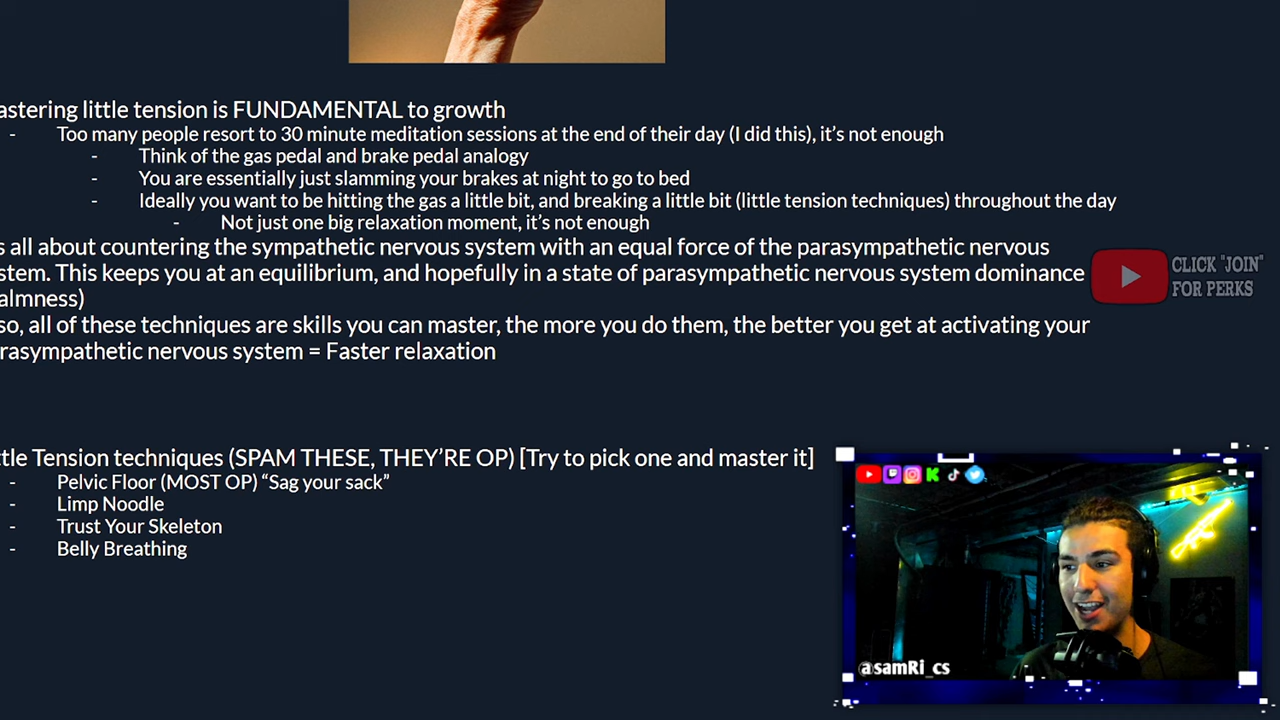 astering little tension is FUNDAMENTAL to growth
- Too many people resort to 30 minute meditation sessions at the end of their day (I did this), it's not enough
- Think of the gas pedal and brake pedal analogy
- You are essentially just slamming your brakes at night to go to bed
- Ideally you want to be hitting the gas a little bit, and breaking a little bit (little tension techniques) throughout the day
- Not just one big relaxation moment, it's not enough
s all about countering the sympathetic nervous system with an equal force of the parasympathetic nervous
stem. This keeps you at an equilibrium, and hopefully in a state of parasympathetic nervous system dominance
almness)
CLICK "JOIN"
FOR PERKS
so, all of these techniques are skills you can master, the more you do them, the better you get at activating your
rasympathetic nervous system = Faster relaxation
ttle Tension techniques (SPAM THESE, THEY'RE OP) [Try to pick one and master it]
- Pelvic Floor (MOST OP) “Sag your sack”
- Limp Noodle
- Trust Your Skeleton
- Belly Breathing
@samRi_cs